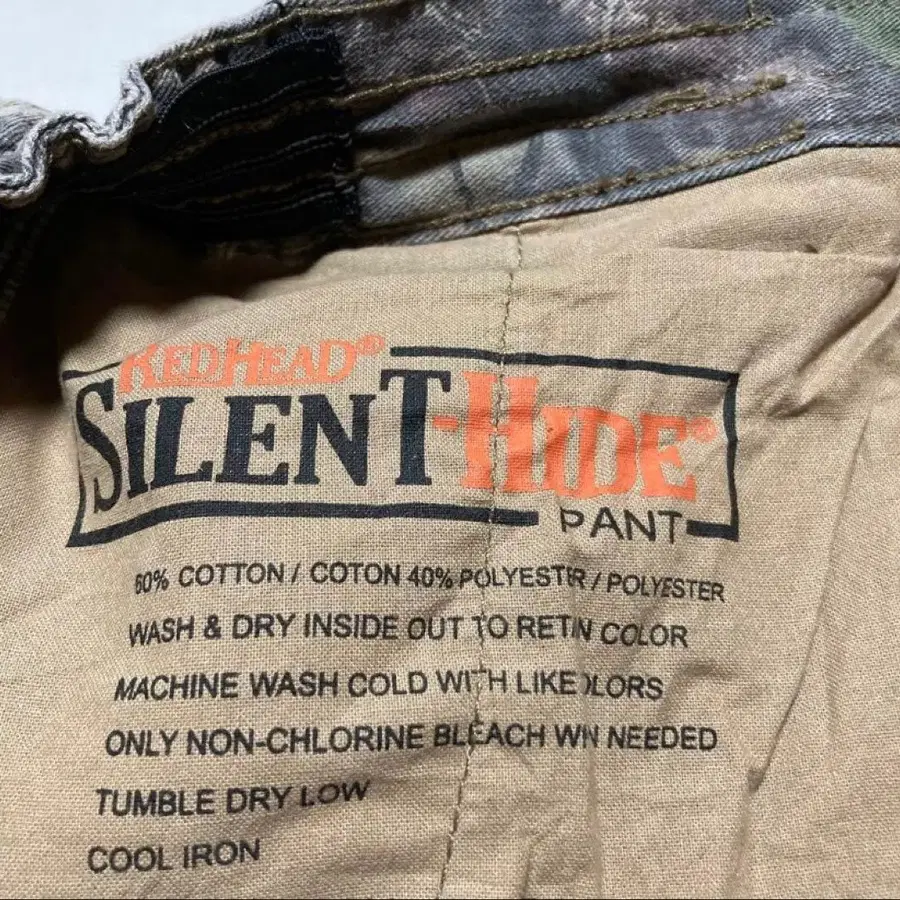 REDHEAD®
SILENT-HIDE®
PANT
60% COTTON / COTON 40% POLYESTER / POLYESTER
WASH & DRY INSIDE OUT TO RETIN COLOR
MACHINE WASH COLD WITH LIKE OLORS
ONLY NON-CHLORINE BLEACH WN NEEDED
TUMBLE DRY LOW
COOL IRON